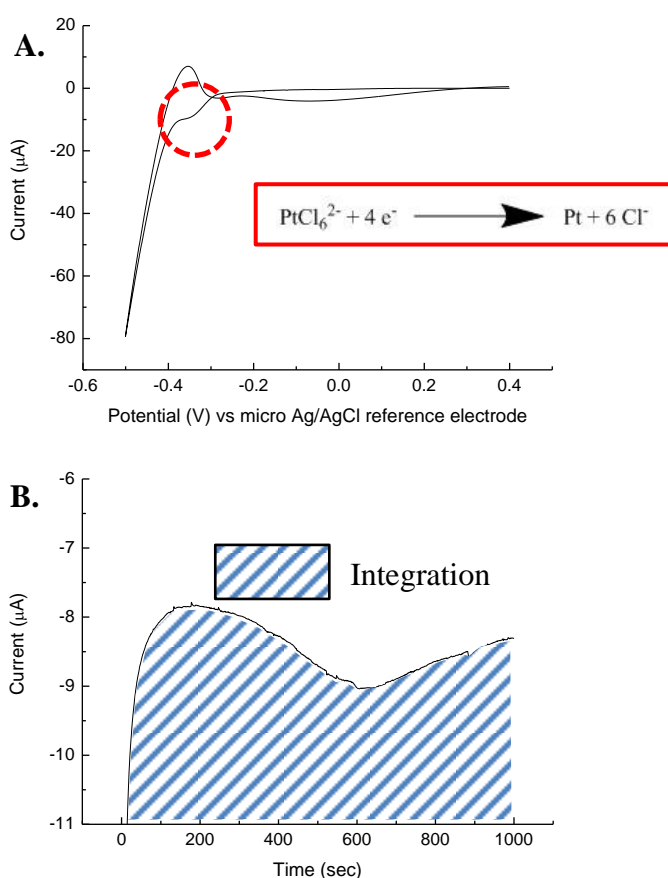 A.
20
0
-20
-40
-60
-80
Current (μA)
PtCl₆²⁻ + 4 e⁻ Pt + 6 Cl⁻
-0.6 -0.4 -0.2 0.0 0.2 0.4
Potential (V) vs micro Ag/AgCl reference electrode
B.
-6
-7
-8
-9
-10
-11
Current (μA)
Integration
0 200 400 600 800 1000
Time (sec)